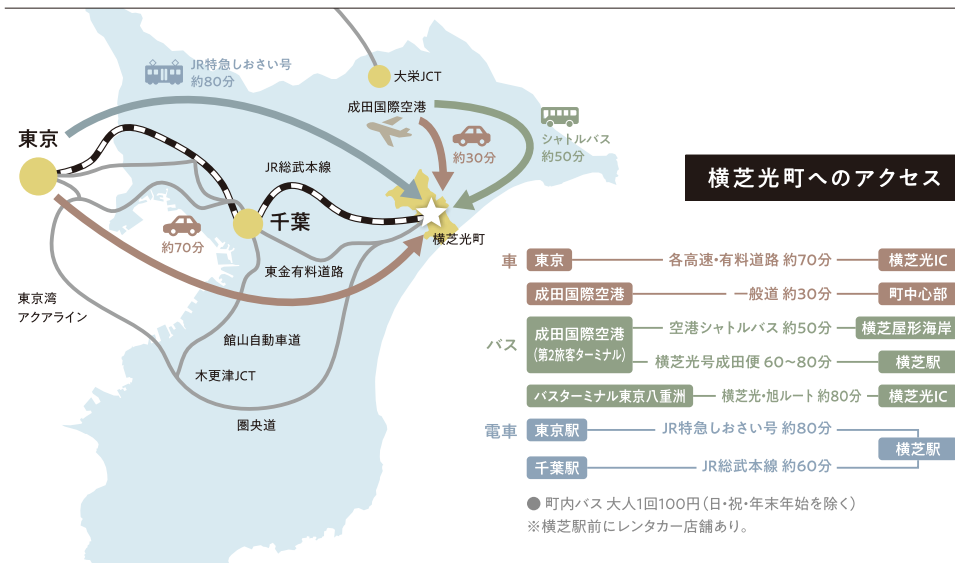 JR特急しおさい号
約80分
大栄JCT
成田国際空港
シャトルバス
約50分
約30分
東京
JR総武本線
千葉
横芝光町
約70分
東金有料道路
東京湾
アクアライン
館山自動車道
木更津JCT
圏央道
横芝光町へのアクセス
車 東京 各高速・有料道路 約70分 横芝光IC
成田国際空港 一般道 約30分 町中心部
バス 成田国際空港 (第2旅客ターミナル) 空港シャトルバス 約50分 横芝屋形海岸
横芝光号成田便 60〜80分 横芝駅
バスターミナル東京八重洲 横芝光・旭ルート 約80分 横芝光IC
電車 東京駅 JR特急しおさい号 約80分 横芝駅
千葉駅 JR総武本線 約60分
● 町内バス 大人1回100円(日・祝・年末年始を除く)
※横芝駅前にレンタカー店舗あり。